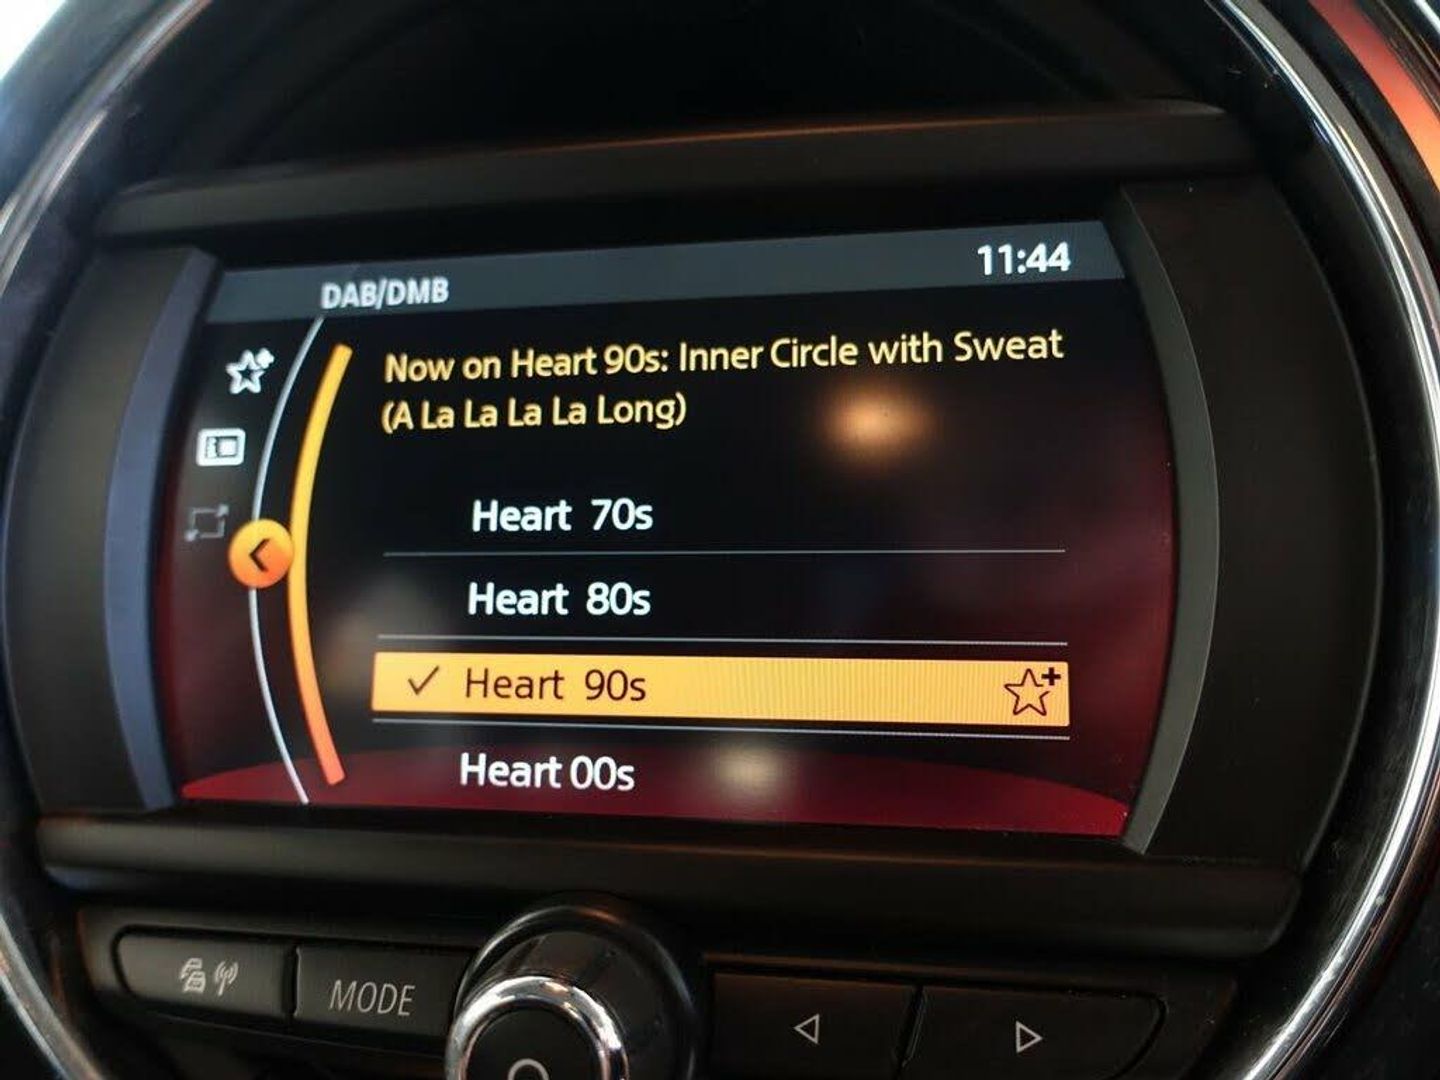 DAB/DMB 11:44
Now on Heart 90s: Inner Circle with Sweat
(A La La La La Long)
Heart 70s
Heart 80s
Heart 90s
Heart 00s
MODE